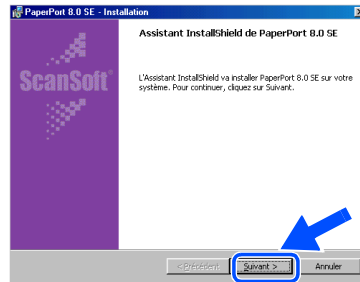 PaperPort 8.0 SE - Installation
Assistant InstallShield de PaperPort 8.0 SE
ScanSoft
L'Assistant InstallShield va installer PaperPort 8.0 SE sur votre
système. Pour continuer, cliquez sur Suivant.
< Précédent Suivant > Annuler